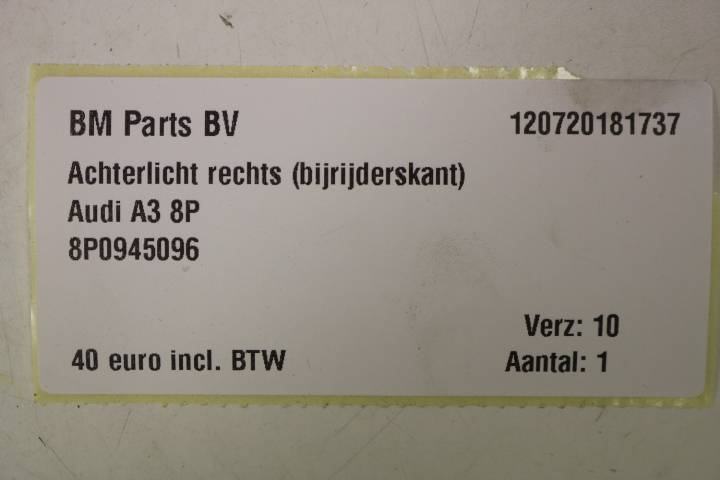 BM Parts BV 120720181737
Achterlicht rechts (bijrijderskant)
Audi A3 8P
8P0945096
Verz: 10
40 euro incl. BTW Aantal: 1